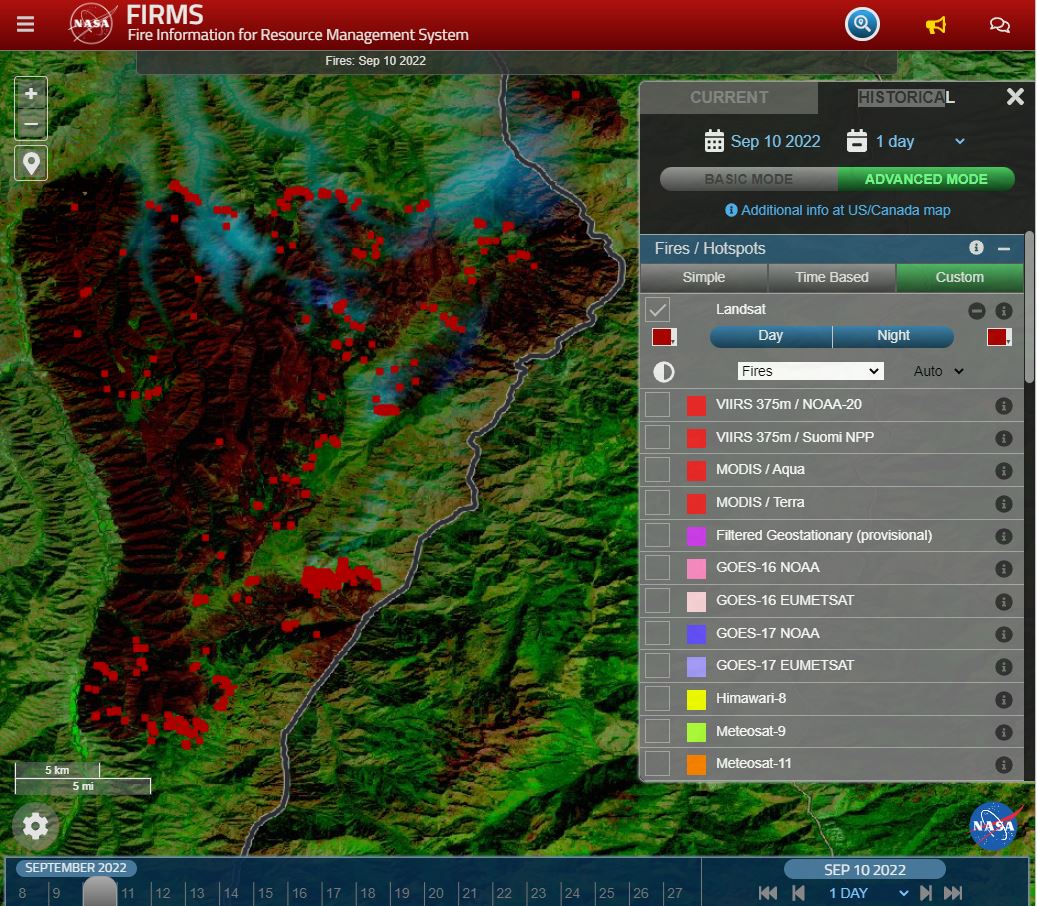 NASA
FIRMS
Fire Information for Resource Management System
Fires: Sep 10 2022
+
−
CURRENT
HISTORICAL
Sep 10 2022
1 day
BASIC MODE
ADVANCED MODE
Additional info at US/Canada map
Fires / Hotspots
Simple
Time Based
Custom
Landsat
Day
Night
Fires
Auto
VIIRS 375m / NOAA-20
VIIRS 375m / Suomi NPP
MODIS / Aqua
MODIS / Terra
Filtered Geostationary (provisional)
GOES-16 NOAA
GOES-16 EUMETSAT
GOES-17 NOAA
GOES-17 EUMETSAT
Himawari-8
Meteosat-9
Meteosat-11
5 km
5 mi
NASA
SEPTEMBER 2022
8 9 11 12 13 14 15 16 17 18 19 20 21 22 23 24 25 26 27
SEP 10 2022
1 DAY